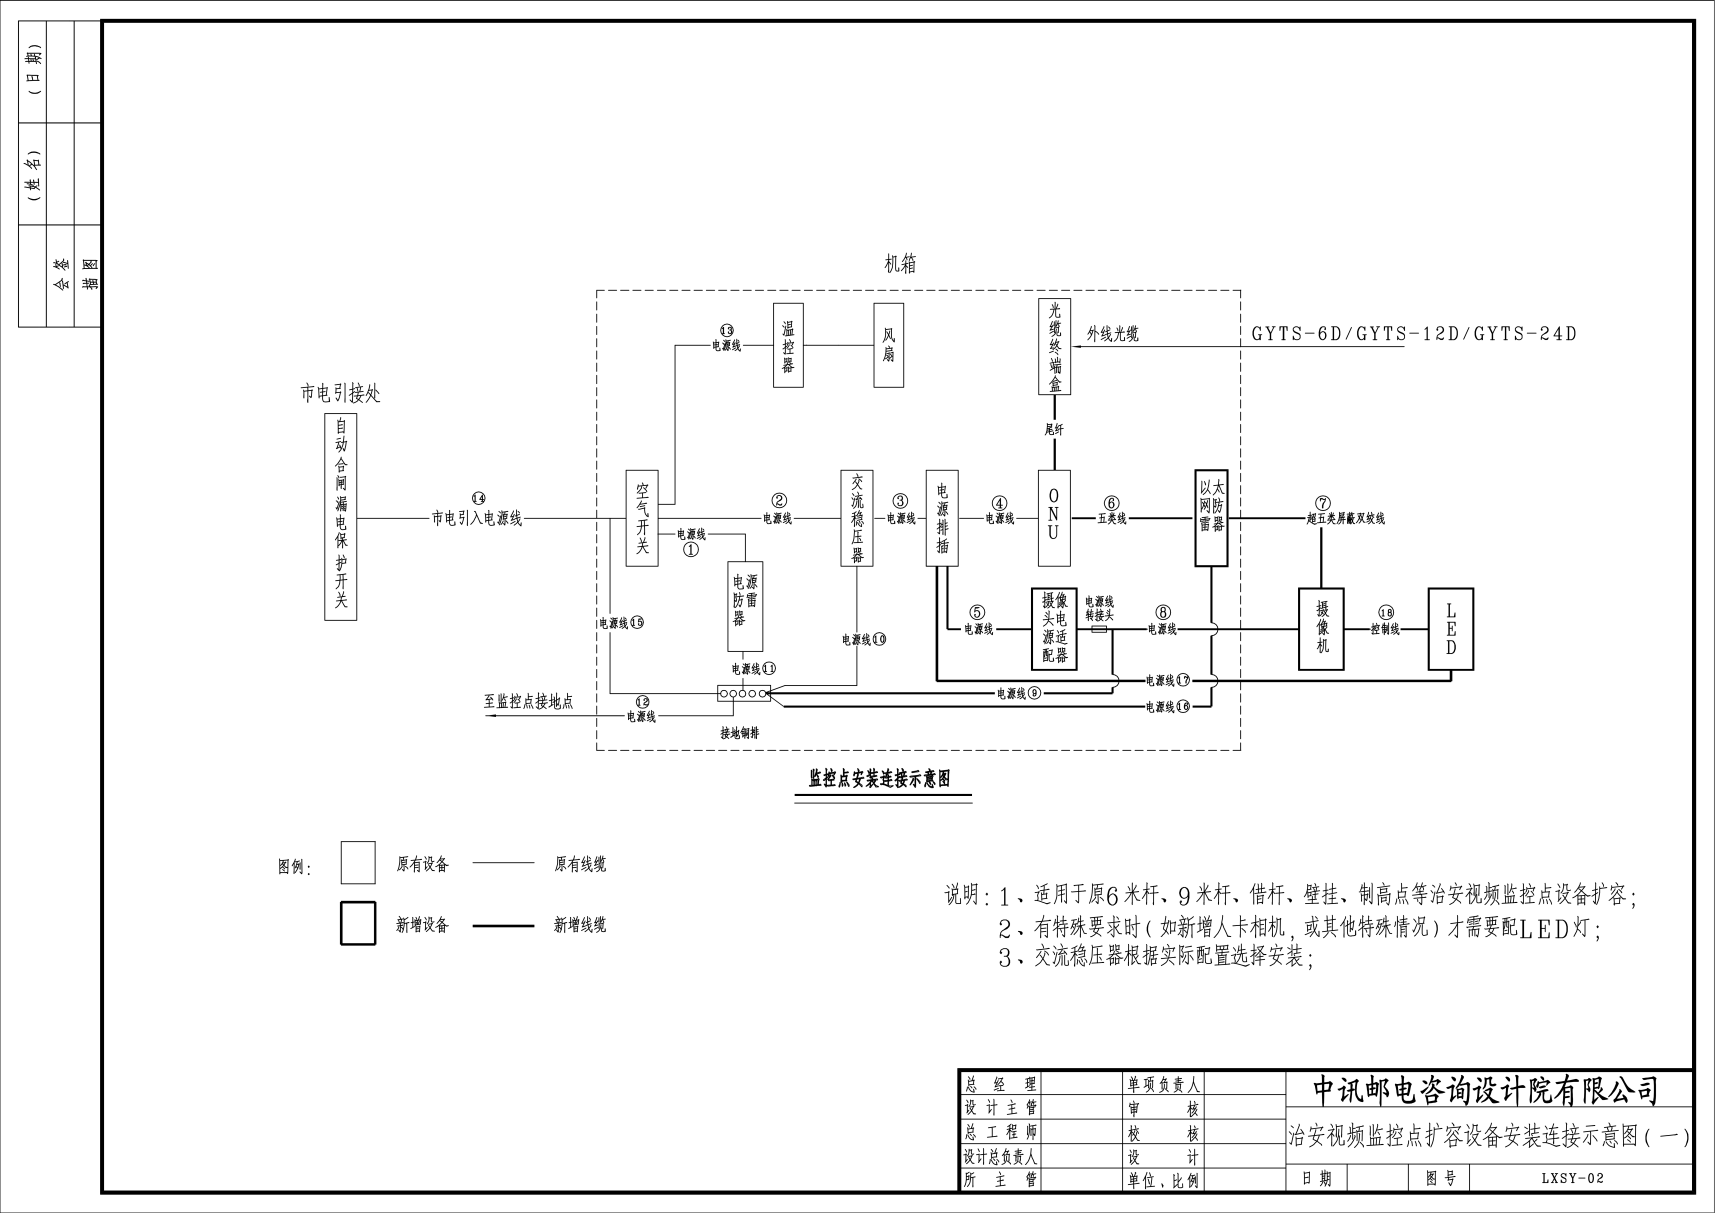 (日 期)
(姓 名)
会 签
描 图
机箱
市电引接处
自动合闸漏电保护开关
⑭
市电引入电源线
空气开关
⑬
电源线
温控器
风扇
光缆终端盒
外线光缆
GYTS-6D/GYTS-12D/GYTS-24D
尾纤
②
电源线
交流稳压器
③
电源线
电源排插
④
电源线
ONU
⑥
五类线
以太
网防
雷器
⑦
超五类屏蔽双绞线
电源线
①
电源
防雷
器
电源线⑮
电源线⑩
电源线⑪
⑤
电源线
摄像
头电
源适
配器
电源线
转接头
⑧
电源线
摄像机
⑱
控制线
LED
电源线⑰
电源线⑨
电源线⑯
至监控点接地点
⑫
电源线
接地铜排
监控点安装连接示意图
图例:
原有设备
原有线缆
新增设备
新增线缆
说明:1、适用于原6米杆、9米杆、借杆、壁挂、制高点等治安视频监控点设备扩容;
2、有特殊要求时(如新增人卡相机,或其他特殊情况)才需要配LED灯;
3、交流稳压器根据实际配置选择安装;
总 经 理
单项负责人
中讯邮电咨询设计院有限公司
设 计 主 管
审 核
总 工 程 师
校 核
治安视频监控点扩容设备安装连接示意图(一)
设计总负责人
设 计
所 主 管
单位、比例
日 期
图 号
LXSY-02